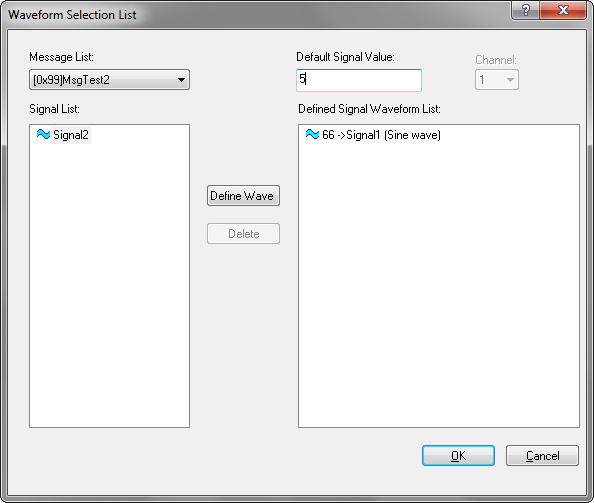 Waveform Selection List
?
Message List:
Default Signal Value:
Channel:
[0x99]MsgTest2
5
1
Signal List:
Defined Signal Waveform List:
Signal2
66 ->Signal1 (Sine wave)
Define Wave
Delete
OK
Cancel